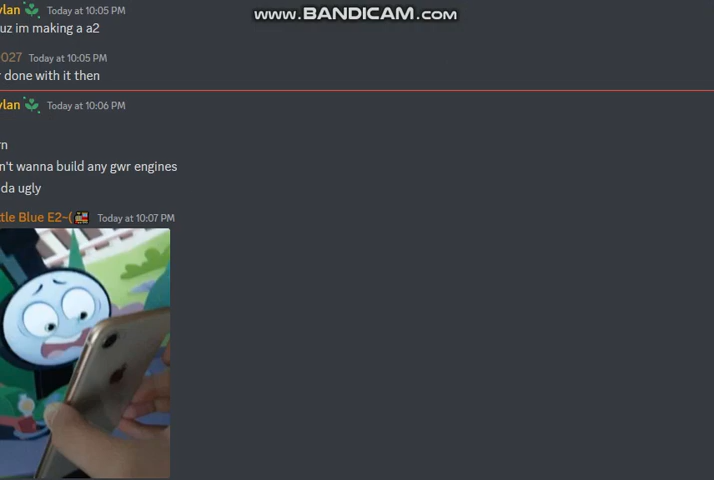 www.BANDICAM.com
ylan Today at 10:05 PM
uz im making a a2
027 Today at 10:05 PM
done with it then
ylan Today at 10:06 PM
rn
n't wanna build any gwr engines
da ugly
ttle Blue E2~( Today at 10:07 PM